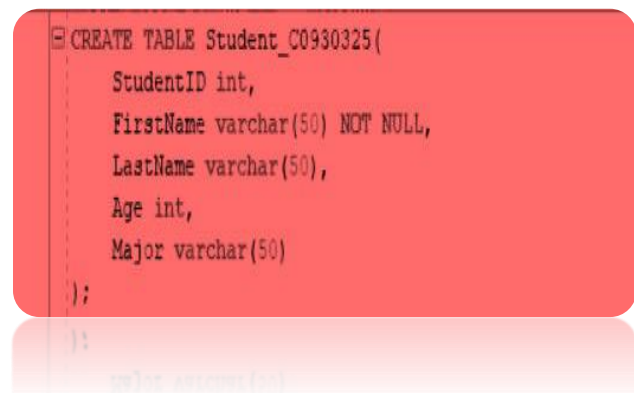 CREATE TABLE Student_C0930325(
StudentID int,
FirstName varchar(50) NOT NULL,
LastName varchar(50),
Age int,
Major varchar(50)
);